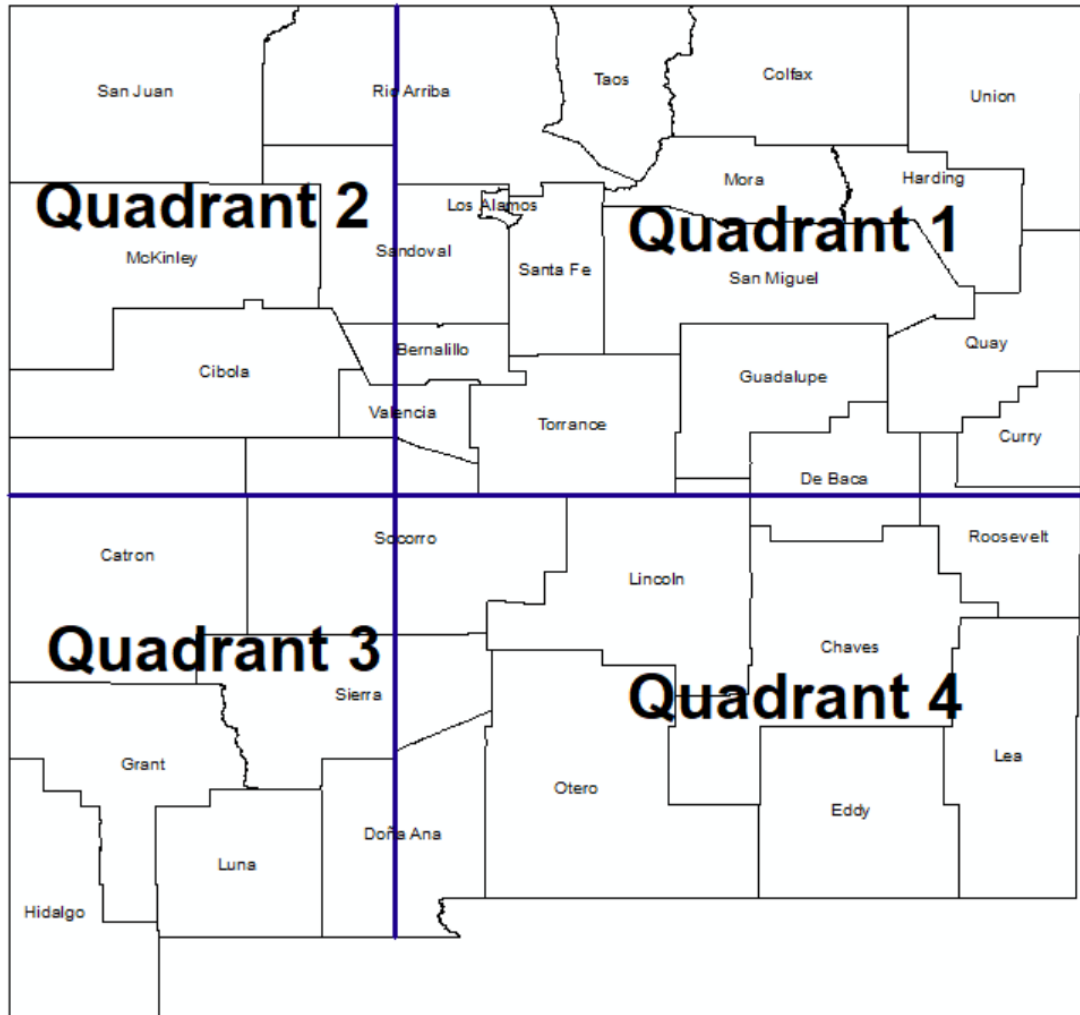 San Juan
Rio Arriba
Taos
Colfax
Union
Quadrant 2
Los Alamos
Mora
Harding
Quadrant 1
McKinley
Sandoval
Santa Fe
San Miguel
Cibola
Bernalillo
Guadalupe
Quay
Valencia
Torrance
De Baca
Curry
Catron
Socorro
Lincoln
Roosevelt
Quadrant 3
Sierra
Chaves
Quadrant 4
Grant
Otero
Eddy
Lea
Luna
Doña Ana
Hidalgo